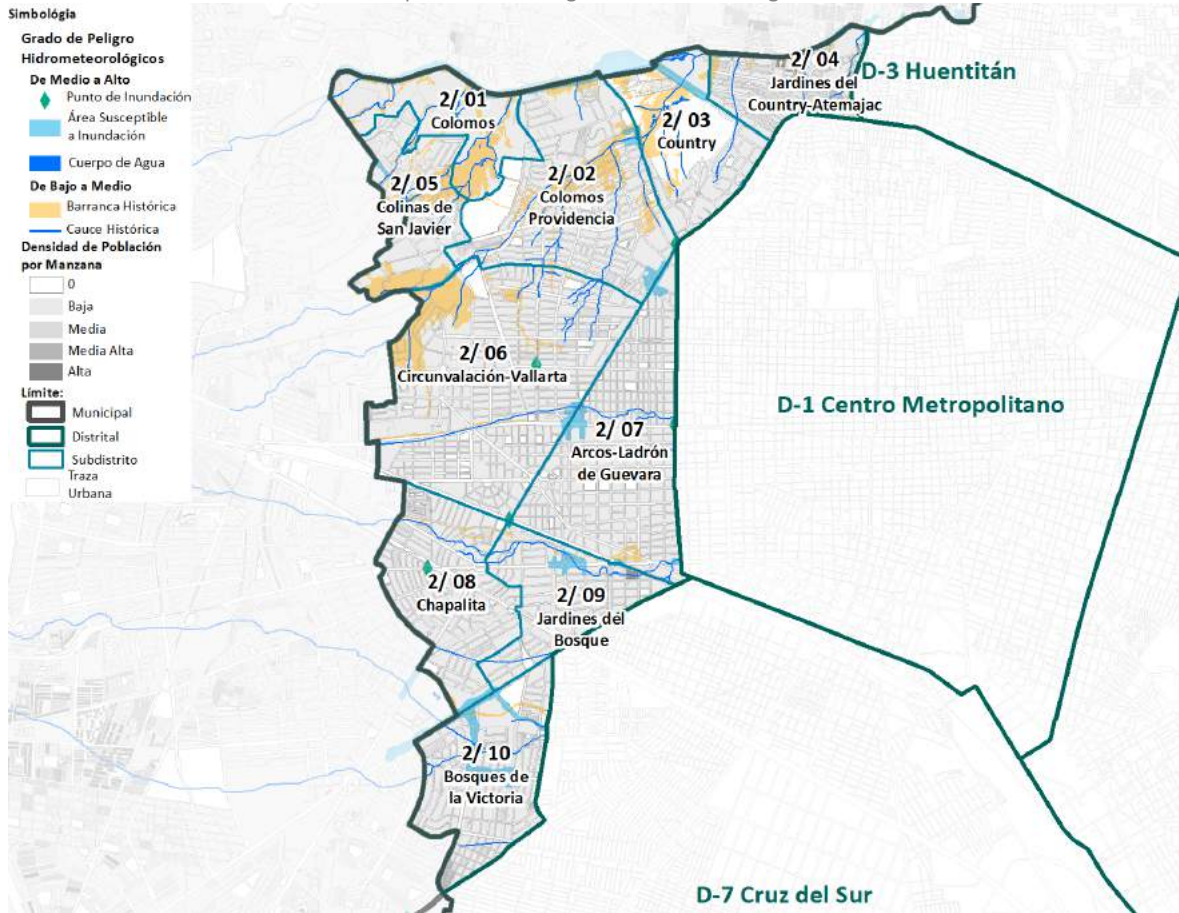 Simbológia
Grado de Peligro
Hidrometeorológicos
De Medio a Alto
Punto de Inundación
Área Susceptible
a Inundación
Cuerpo de Agua
De Bajo a Medio
Barranca Histórica
Cauce Histórica
Densidad de Población
por Manzana
0
Baja
Media
Media Alta
Alta
Límite:
Municipal
Distrital
Subdistrito
Traza
Urbana
2/ 01
Colomos
2/ 02
Colomos
Providencia
2/ 03
Country
2/ 04
Jardines del
Country-Atemajac
D-3 Huentitán
2/ 05
Colinas de
San Javier
2/ 06
Circunvalación-Vallarta
2/ 07
Arcos-Ladrón
de Guevara
D-1 Centro Metropolitano
2/ 08
Chapalita
2/ 09
Jardines del
Bosque
2/ 10
Bosques de
la Victoria
D-7 Cruz del Sur